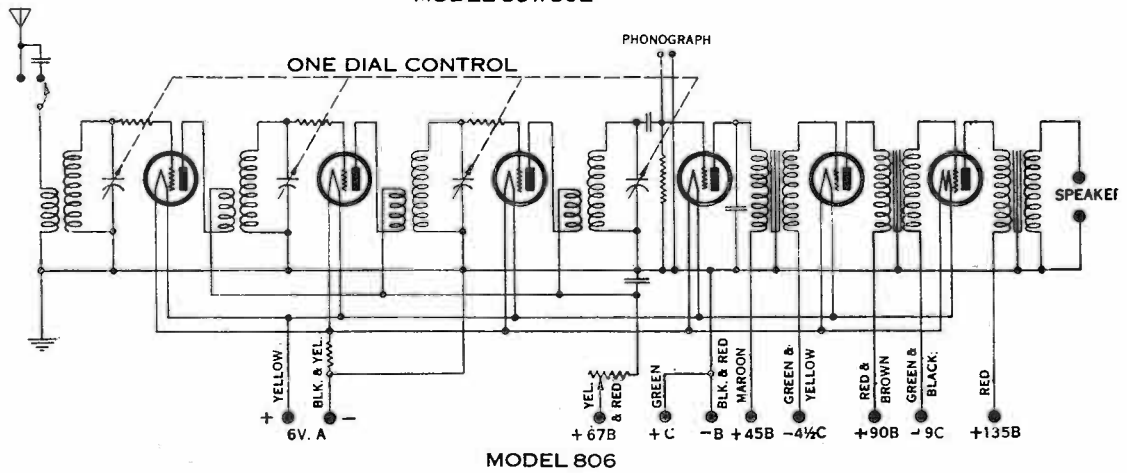 PHONOGRAPH
ONE DIAL CONTROL
SPEAKER
YELLOW
BLK. & YEL.
YEL. & RED
GREEN
BLK. & RED
MAROON
GREEN & YELLOW
RED & BROWN
GREEN & BLACK.
RED
+ 6V. A -
+67B
+C
-B
+45B
-4½C
+90B
-9C
+135B
MODEL 806